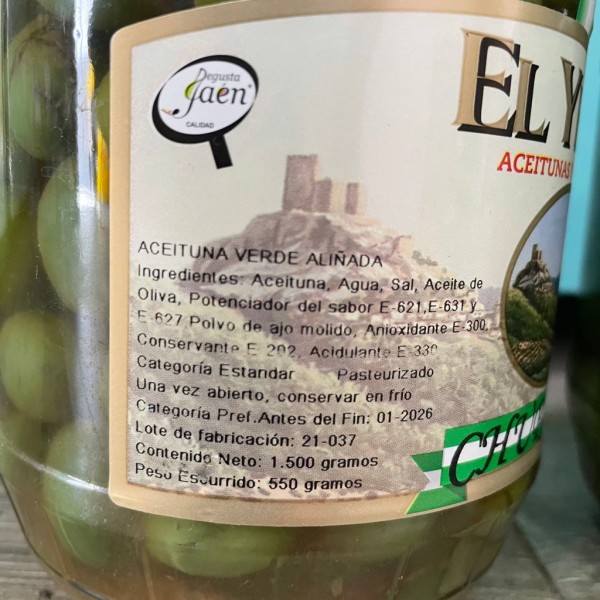 Degusta
Jaén
CALIDAD
EL Y
ACEITUNAS
ACEITUNA VERDE ALIÑADA
Ingredientes: Aceituna, Agua, Sal, Aceite de
Oliva, Potenciador del sabor E-621,E-631 y
E-627 Polvo de ajo molido, Anioxidante E-300,
Conservante E 202, Acidulante E-330
Categoría Estandar Pasteurizado
Una vez abierto, conservar en frío
Categoría Pref.Antes del Fin: 01-2026
Lote de fabricación: 21-037
Contenido Neto: 1.500 gramos
Peso Escurrido: 550 gramos